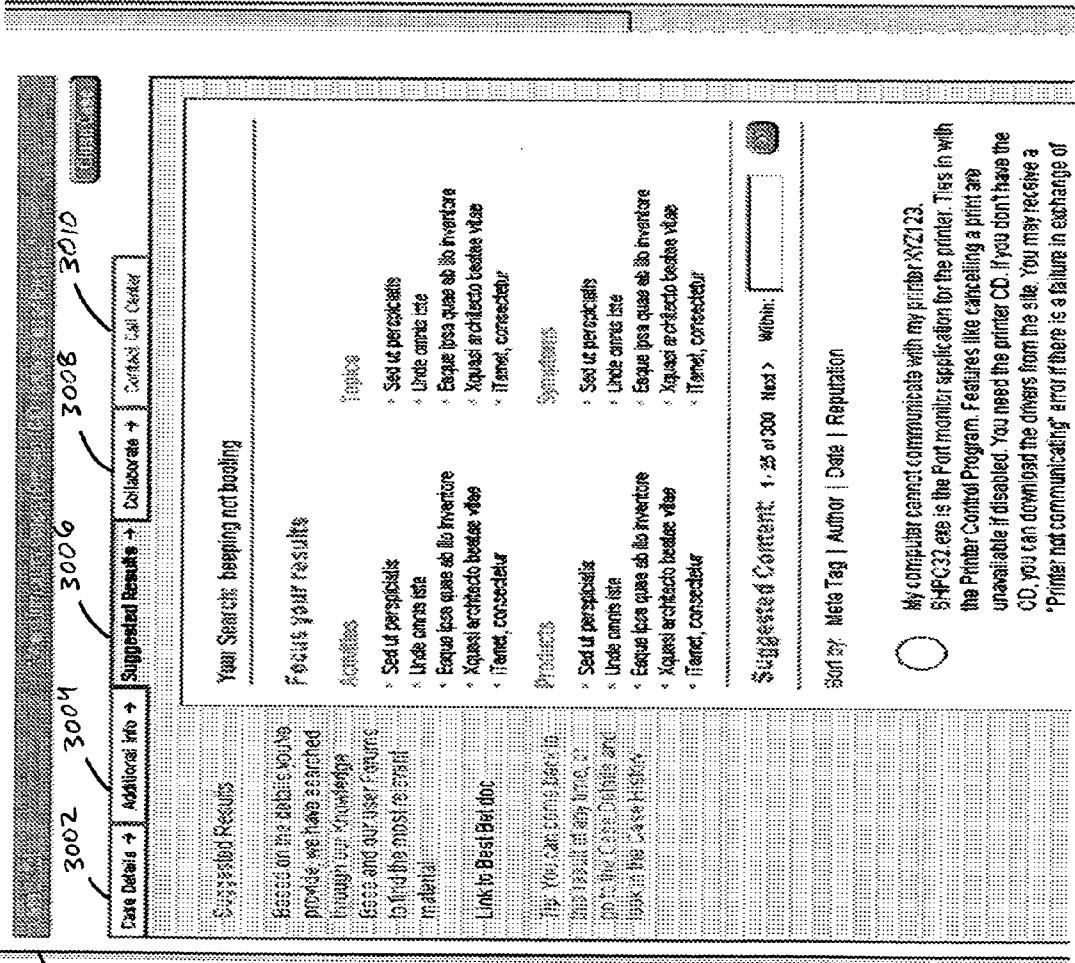 3002
3004
3006
3008
3010
Case Details →
Additional Info →
Suggested Results →
Collaborate →
Contact Call Center
Suggested Results
Based on the details you've
provide, we have searched
through our Knowledge
Base and our user Forums
to find the most relevant
material
Link to Best Bet doc
Tip: You can come back to
this result at any time, or
go to the Case Details and
look in the Case History
Your Search: beeping not booting
Focus your results
Activities
Sed ut perspiciatis
Unde omnis iste
Eaque ipsa quae ab illo inventore
Xquasi architecto beatae vitae
iTamet, consectetur
Topics
Sed ut perspiciatis
Unde omnis iste
Eaque ipsa quae ab illo inventore
Xquasi architecto beatae vitae
iTamet, consectetur
Products
Sed ut perspiciatis
Unde omnis iste
Eaque ipsa quae ab illo inventore
Xquasi architecto beatae vitae
iTamet, consectetur
Symptoms
Sed ut perspiciatis
Unde omnis iste
Eaque ipsa quae ab illo inventore
Xquasi architecto beatae vitae
iTamet, consectetur
Suggested Content: 1-25 of 300 Next > Within:
Sort by: Meta Tag | Author | Date | Reputation
My computer cannot communicate with my printer XYZ123.
is the Port monitor application for the printer. Ties in with
the Printer Control Program. Features like cancelling a print are
unavailable if disabled. You need the printer CD. If you don't have the
CD, you can download the drivers from the site. You may receive a
"Printer not communicating" error if there is a failure in exchange of